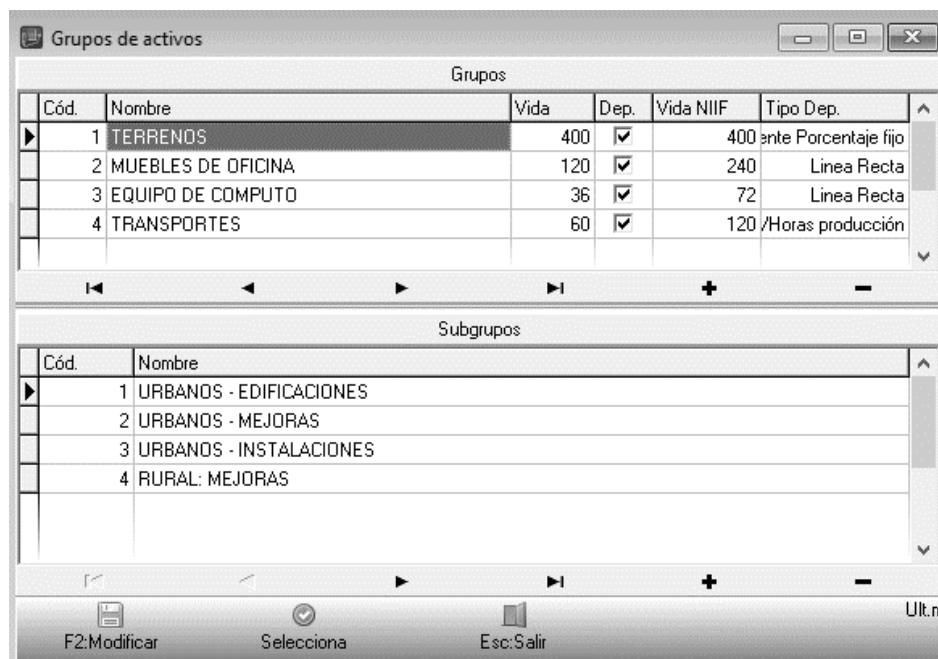 Grupos de activos
Grupos
Cód. Nombre Vida Dep. Vida NIIF Tipo Dep.
1 TERRENOS 400 400 ente Porcentaje fijo
2 MUEBLES DE OFICINA 120 240 Linea Recta
3 EQUIPO DE COMPUTO 36 72 Linea Recta
4 TRANSPORTES 60 120 /Horas producción
Subgrupos
Cód. Nombre
1 URBANOS - EDIFICACIONES
2 URBANOS - MEJORAS
3 URBANOS - INSTALACIONES
4 RURAL: MEJORAS
Ult.
F2:Modificar Selecciona Esc:Salir